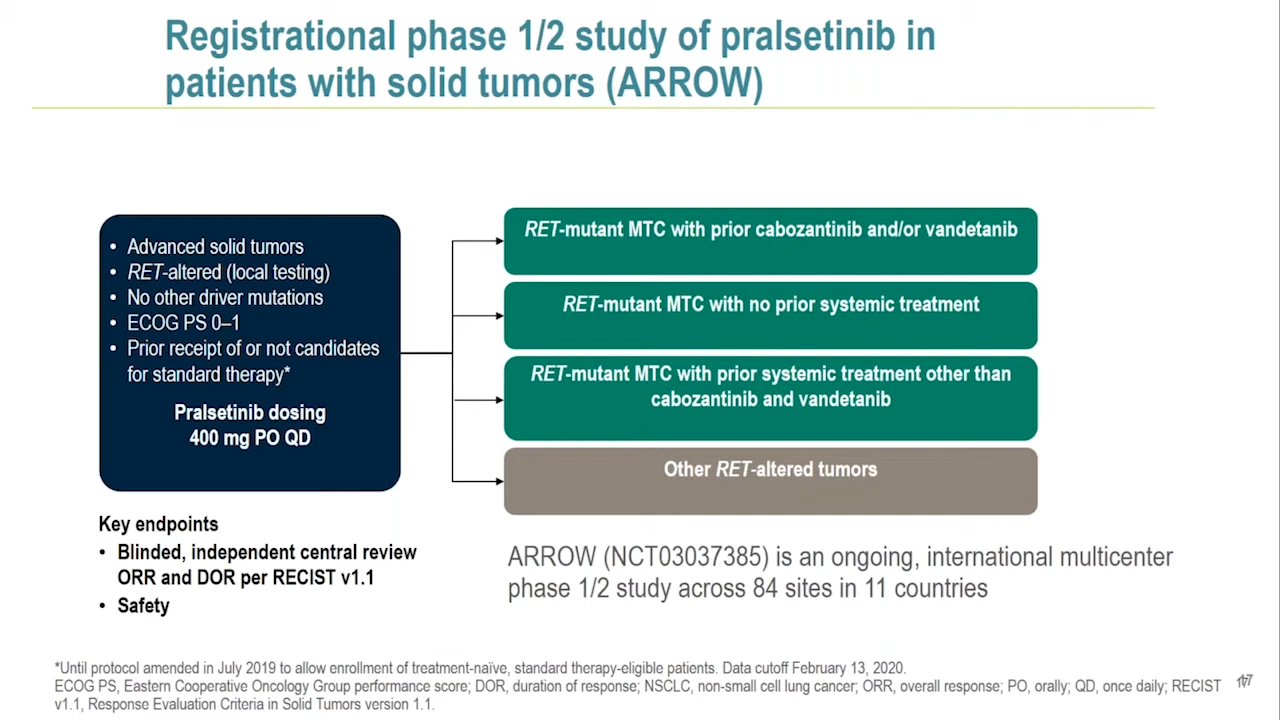 Registrational phase 1/2 study of pralsetinib in
patients with solid tumors (ARROW)
• Advanced solid tumors
• RET-altered (local testing)
• No other driver mutations
• ECOG PS 0–1
• Prior receipt of or not candidates
for standard therapy*
Pralsetinib dosing
400 mg PO QD
RET-mutant MTC with prior cabozantinib and/or vandetanib
RET-mutant MTC with no prior systemic treatment
RET-mutant MTC with prior systemic treatment other than
cabozantinib and vandetanib
Other RET-altered tumors
Key endpoints
• Blinded, independent central review
ORR and DOR per RECIST v1.1
• Safety
ARROW (NCT03037385) is an ongoing, international multicenter
phase 1/2 study across 84 sites in 11 countries
*Until protocol amended in July 2019 to allow enrollment of treatment-naïve, standard therapy-eligible patients. Data cutoff February 13, 2020.
ECOG PS, Eastern Cooperative Oncology Group performance score; DOR, duration of response; NSCLC, non-small cell lung cancer; ORR, overall response; PO, orally; QD, once daily; RECIST
v1.1, Response Evaluation Criteria in Solid Tumors version 1.1.